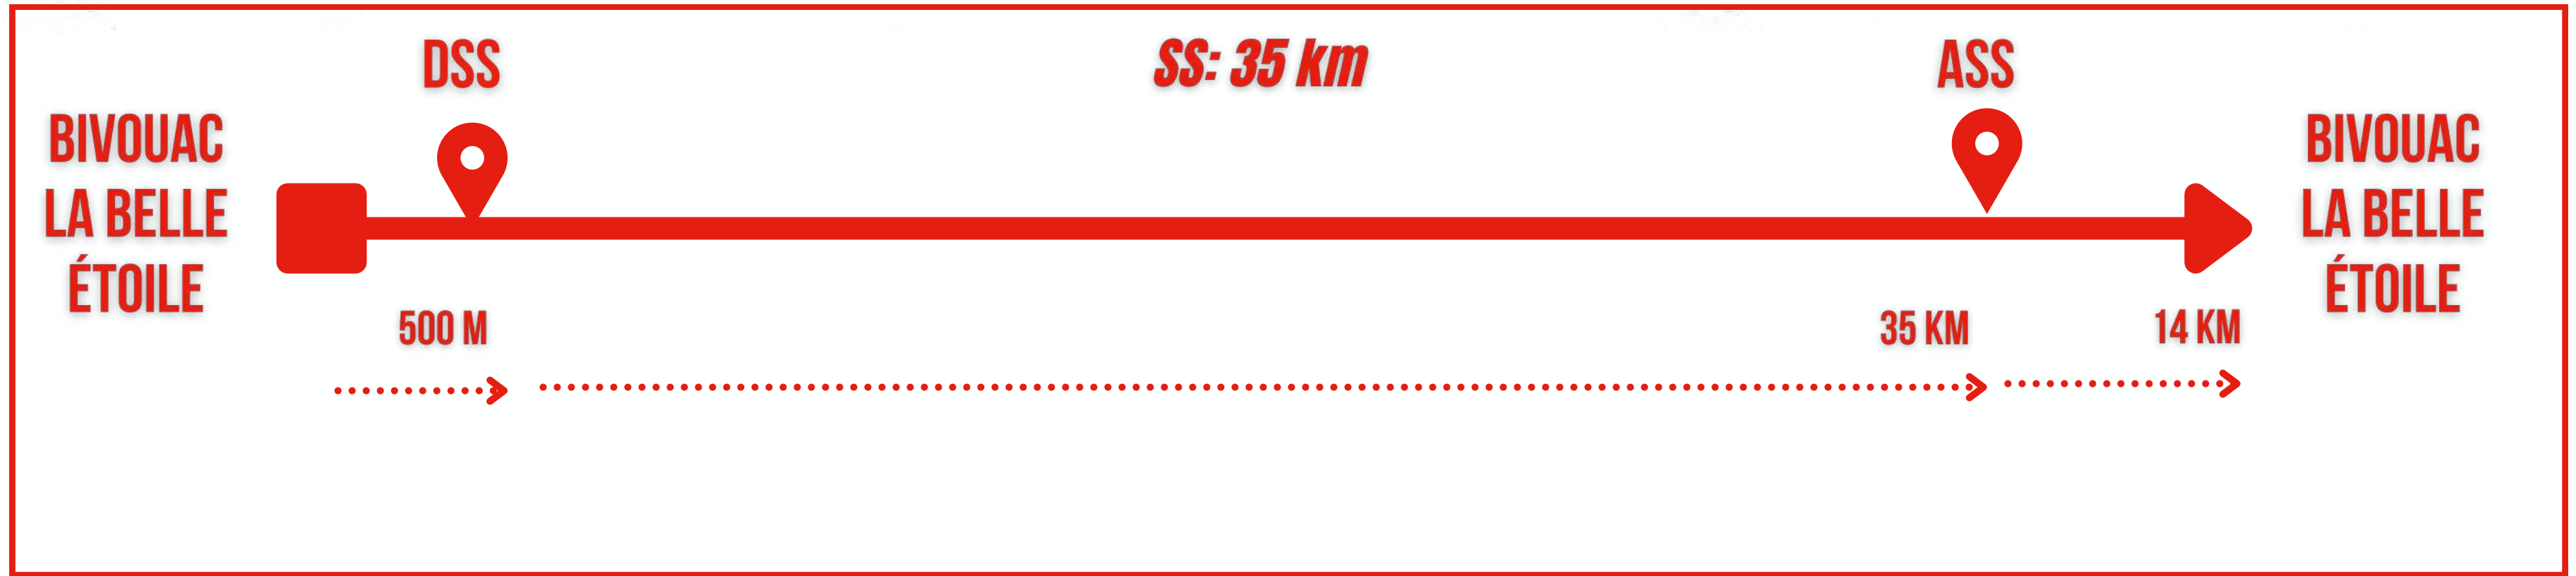 DSS
SS: 35 km
ASS
BIVOUAC
LA BELLE
ÉTOILE
BIVOUAC
LA BELLE
ÉTOILE
500 M
35 KM
14 KM